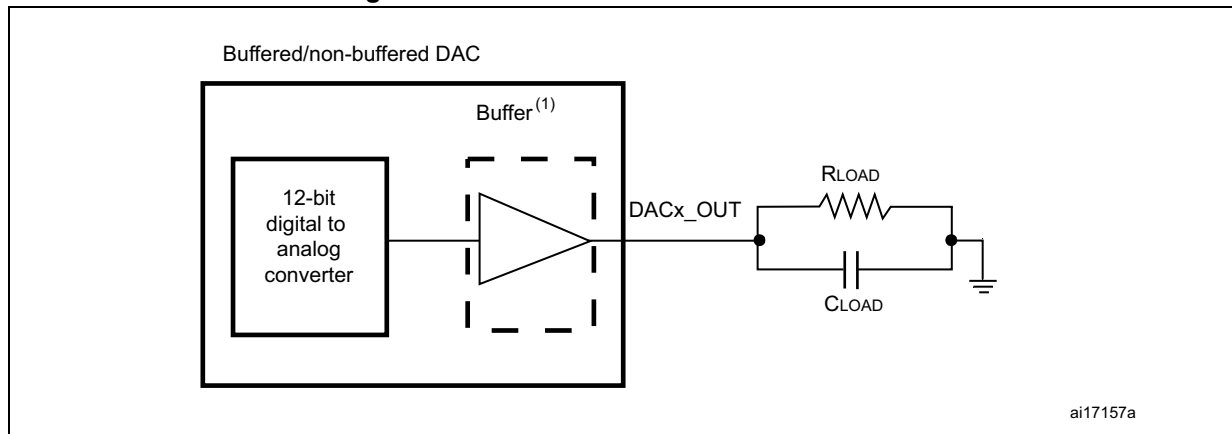 Buffered/non-buffered DAC
Buffer(1)
12-bit
digital to
analog
converter
DACx_OUT
RLOAD
CLOAD
ai17157a